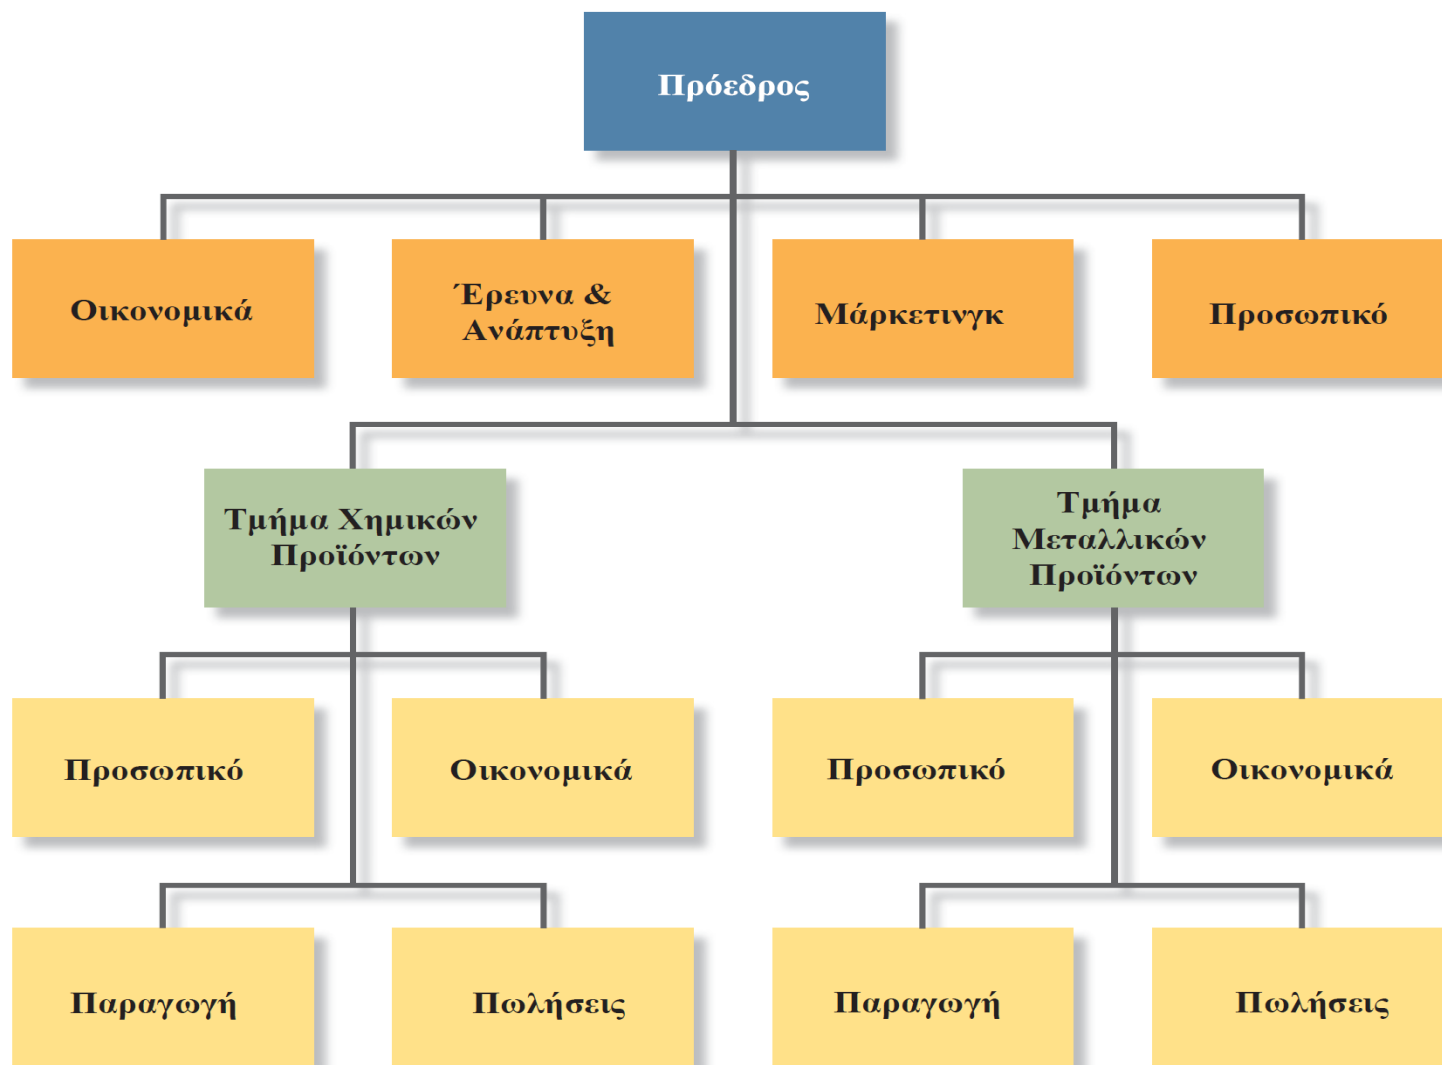 Πρόεδρος
Οικονομικά
Έρευνα &
Ανάπτυξη
Μάρκετινγκ
Προσωπικό
Τμήμα Χημικών
Προϊόντων
Τμήμα
Μεταλλικών
Προϊόντων
Προσωπικό
Οικονομικά
Προσωπικό
Οικονομικά
Παραγωγή
Πωλήσεις
Παραγωγή
Πωλήσεις